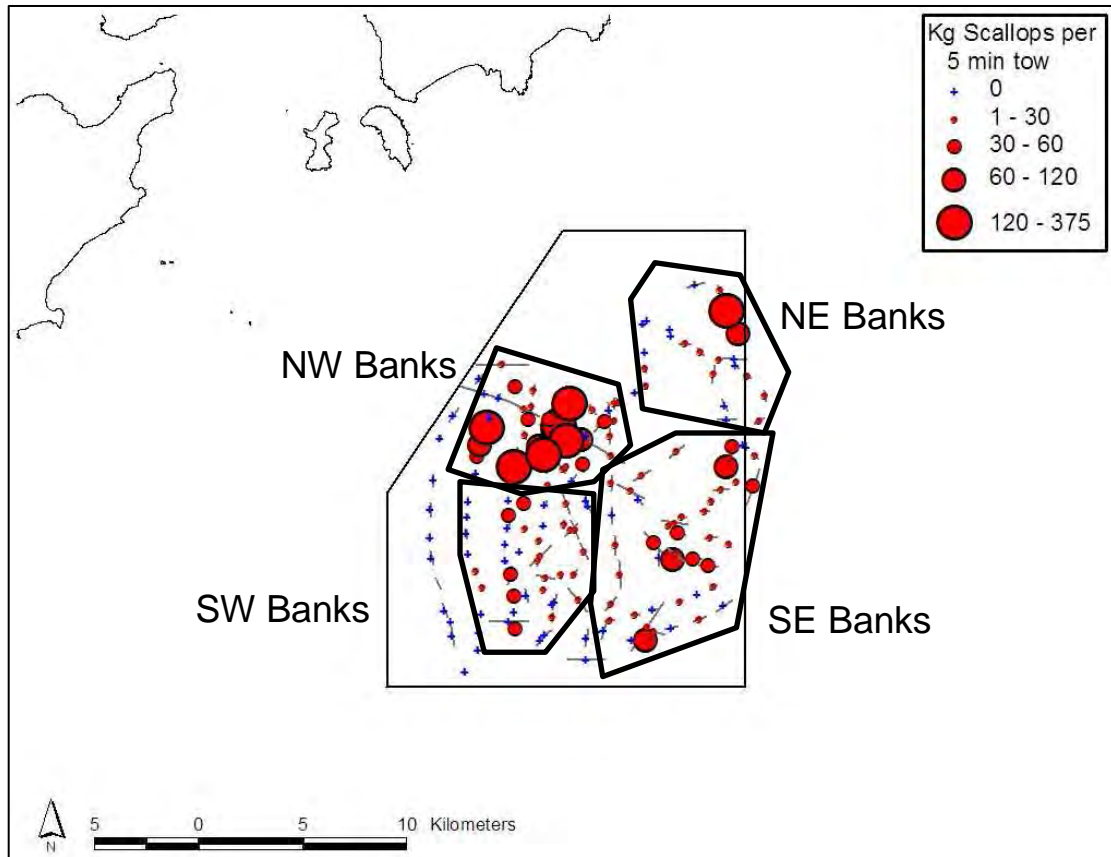 Kg Scallops per
5 min tow
0
1 - 30
30 - 60
60 - 120
120 - 375
NE Banks
NW Banks
SW Banks
SE Banks
N
5 0 5 10 Kilometers